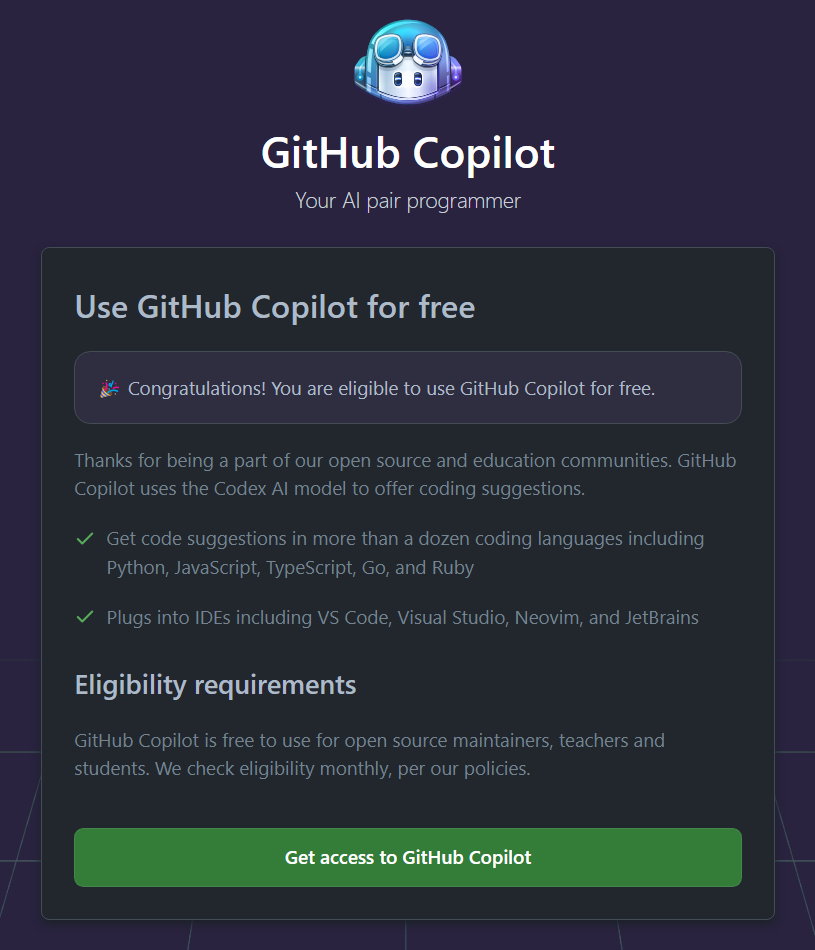 GitHub Copilot
Your AI pair programmer
Use GitHub Copilot for free
🎉 Congratulations! You are eligible to use GitHub Copilot for free.
Thanks for being a part of our open source and education communities. GitHub
Copilot uses the Codex AI model to offer coding suggestions.
Get code suggestions in more than a dozen coding languages including
Python, JavaScript, TypeScript, Go, and Ruby
Plugs into IDEs including VS Code, Visual Studio, Neovim, and JetBrains
Eligibility requirements
GitHub Copilot is free to use for open source maintainers, teachers and
students. We check eligibility monthly, per our policies.
Get access to GitHub Copilot